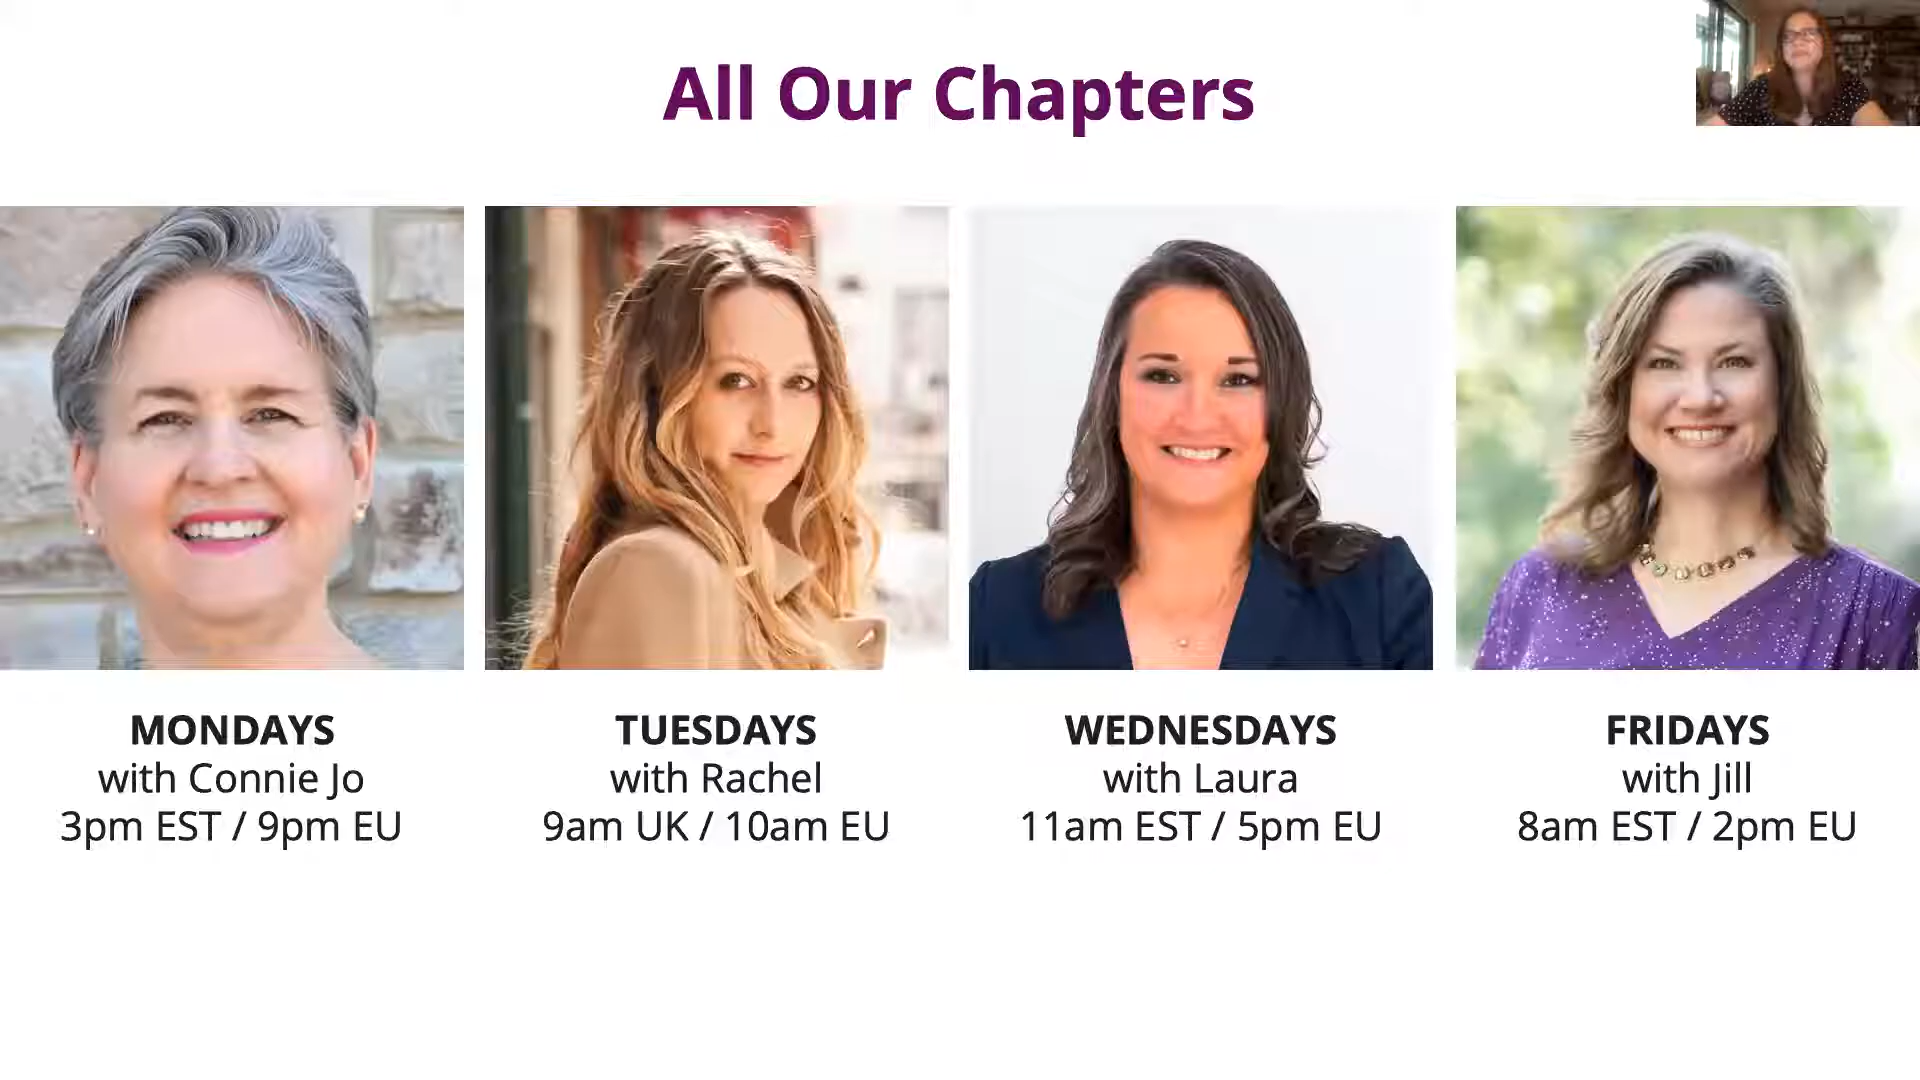 All Our Chapters
MONDAYS
with Connie Jo
3pm EST / 9pm EU
TUESDAYS
with Rachel
9am UK / 10am EU
WEDNESDAYS
with Laura
11am EST / 5pm EU
FRIDAYS
with Jill
8am EST / 2pm EU